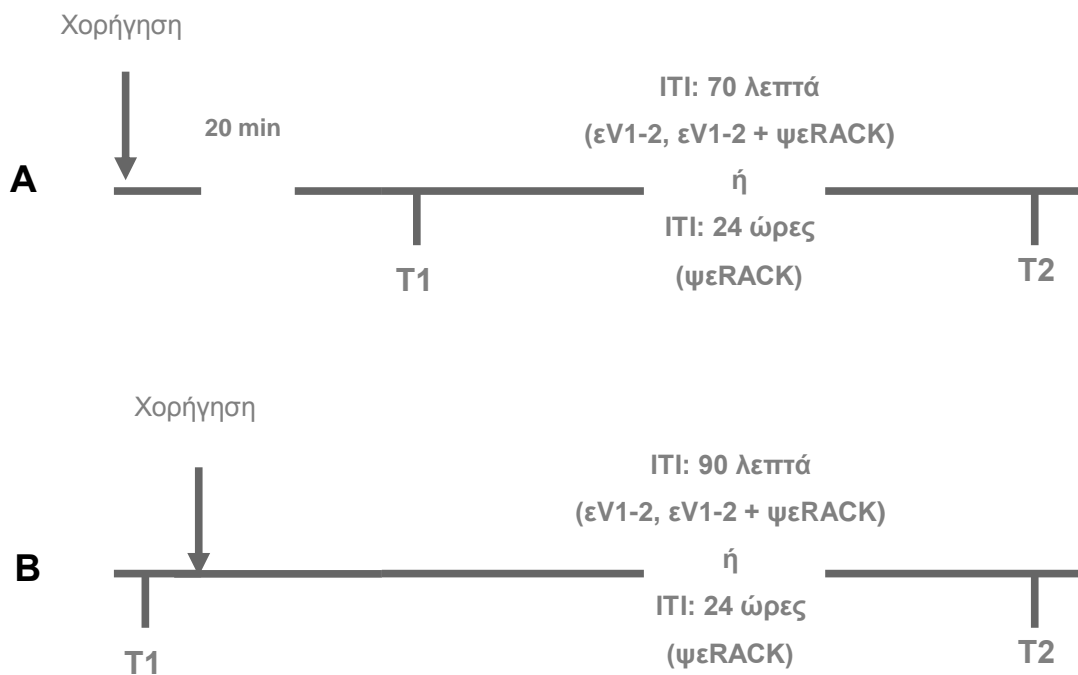 Χορήγηση
20 min
ITI: 70 λεπτά
(εV1-2, εV1-2 + ψεRACK)
A
ή
ITI: 24 ώρες
(ψεRACK)
T1
T2
Χορήγηση
ITI: 90 λεπτά
(εV1-2, εV1-2 + ψεRACK)
B
ή
ITI: 24 ώρες
(ψεRACK)
T1
T2